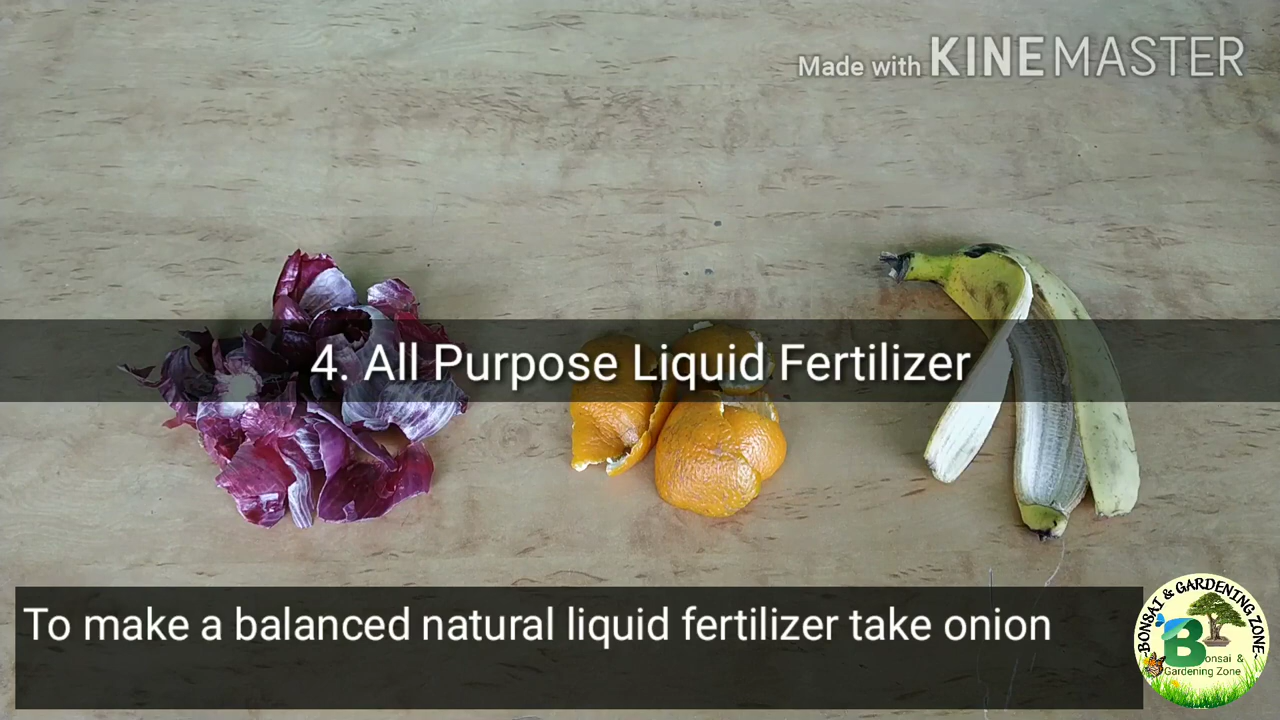 Made with KINEMASTER
4. All Purpose Liquid Fertilizer
To make a balanced natural liquid fertilizer take onion
BONSAI & GARDENING ZONE
Bonsai &
Gardening Zone